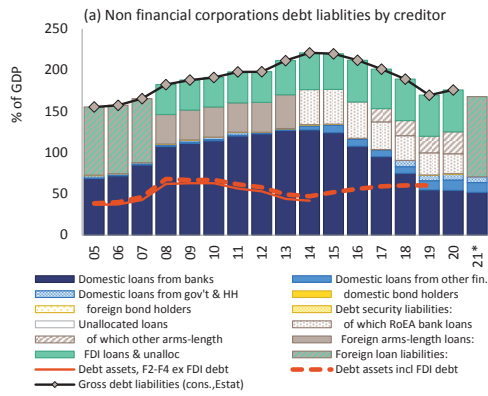 (a) Non financial corporations debt liablities by creditor
% of GDP
250
200
150
100
50
0
05 06 07 08 09 10 11 12 13 14 15 16 17 18 19 20 21*
Domestic loans from banks Domestic loans from other fin.
Domestic loans from gov't & HH domestic bond holders
foreign bond holders Debt security liabilities:
Unallocated loans of which RoEA bank loans
of which other arms-length Foreign arms-length loans:
FDI loans & unalloc Foreign loan liabilities:
Debt assets, F2-F4 ex FDI debt Debt assets incl FDI debt
Gross debt liabilities (cons.,Estat)